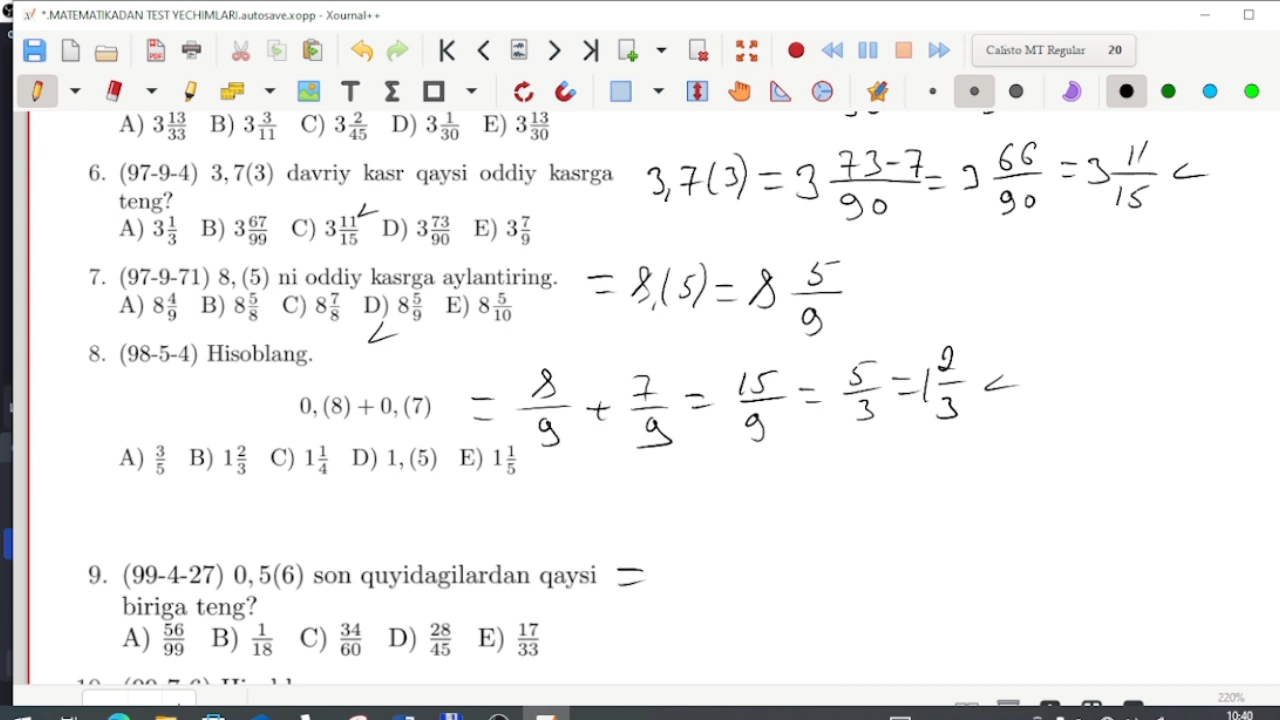 *.MATEMATIKADAN TEST YECHIMLARI.autosave.xopp - Xournal++
Calisto MT Regular 20
A) 3 13/33 B) 3 3/11 C) 3 2/45 D) 3 1/30 E) 3 13/30
6. (97-9-4) 3,7(3) davriy kasr qaysi oddiy kasrga
teng?
A) 3 1/3 B) 3 67/99 C) 3 11/15 D) 3 73/90 E) 3 7/9
3,7(3) = 3 73-7/90 = 3 66/90 = 3 11/15
7. (97-9-71) 8,(5) ni oddiy kasrga aylantiring.
A) 8 4/9 B) 8 5/8 C) 8 7/8 D) 8 5/9 E) 8 5/10
= 8,(5) = 8 5/9
8. (98-5-4) Hisoblang.
0,(8) + 0,(7) = 8/9 + 7/9 = 15/9 = 5/3 = 1 2/3
A) 3/5 B) 1 2/3 C) 1 1/4 D) 1,(5) E) 1 1/5
9. (99-4-27) 0,5(6) son quyidagilardan qaysi =
biriga teng?
A) 56/99 B) 1/18 C) 34/60 D) 28/45 E) 17/33
220%
10:40